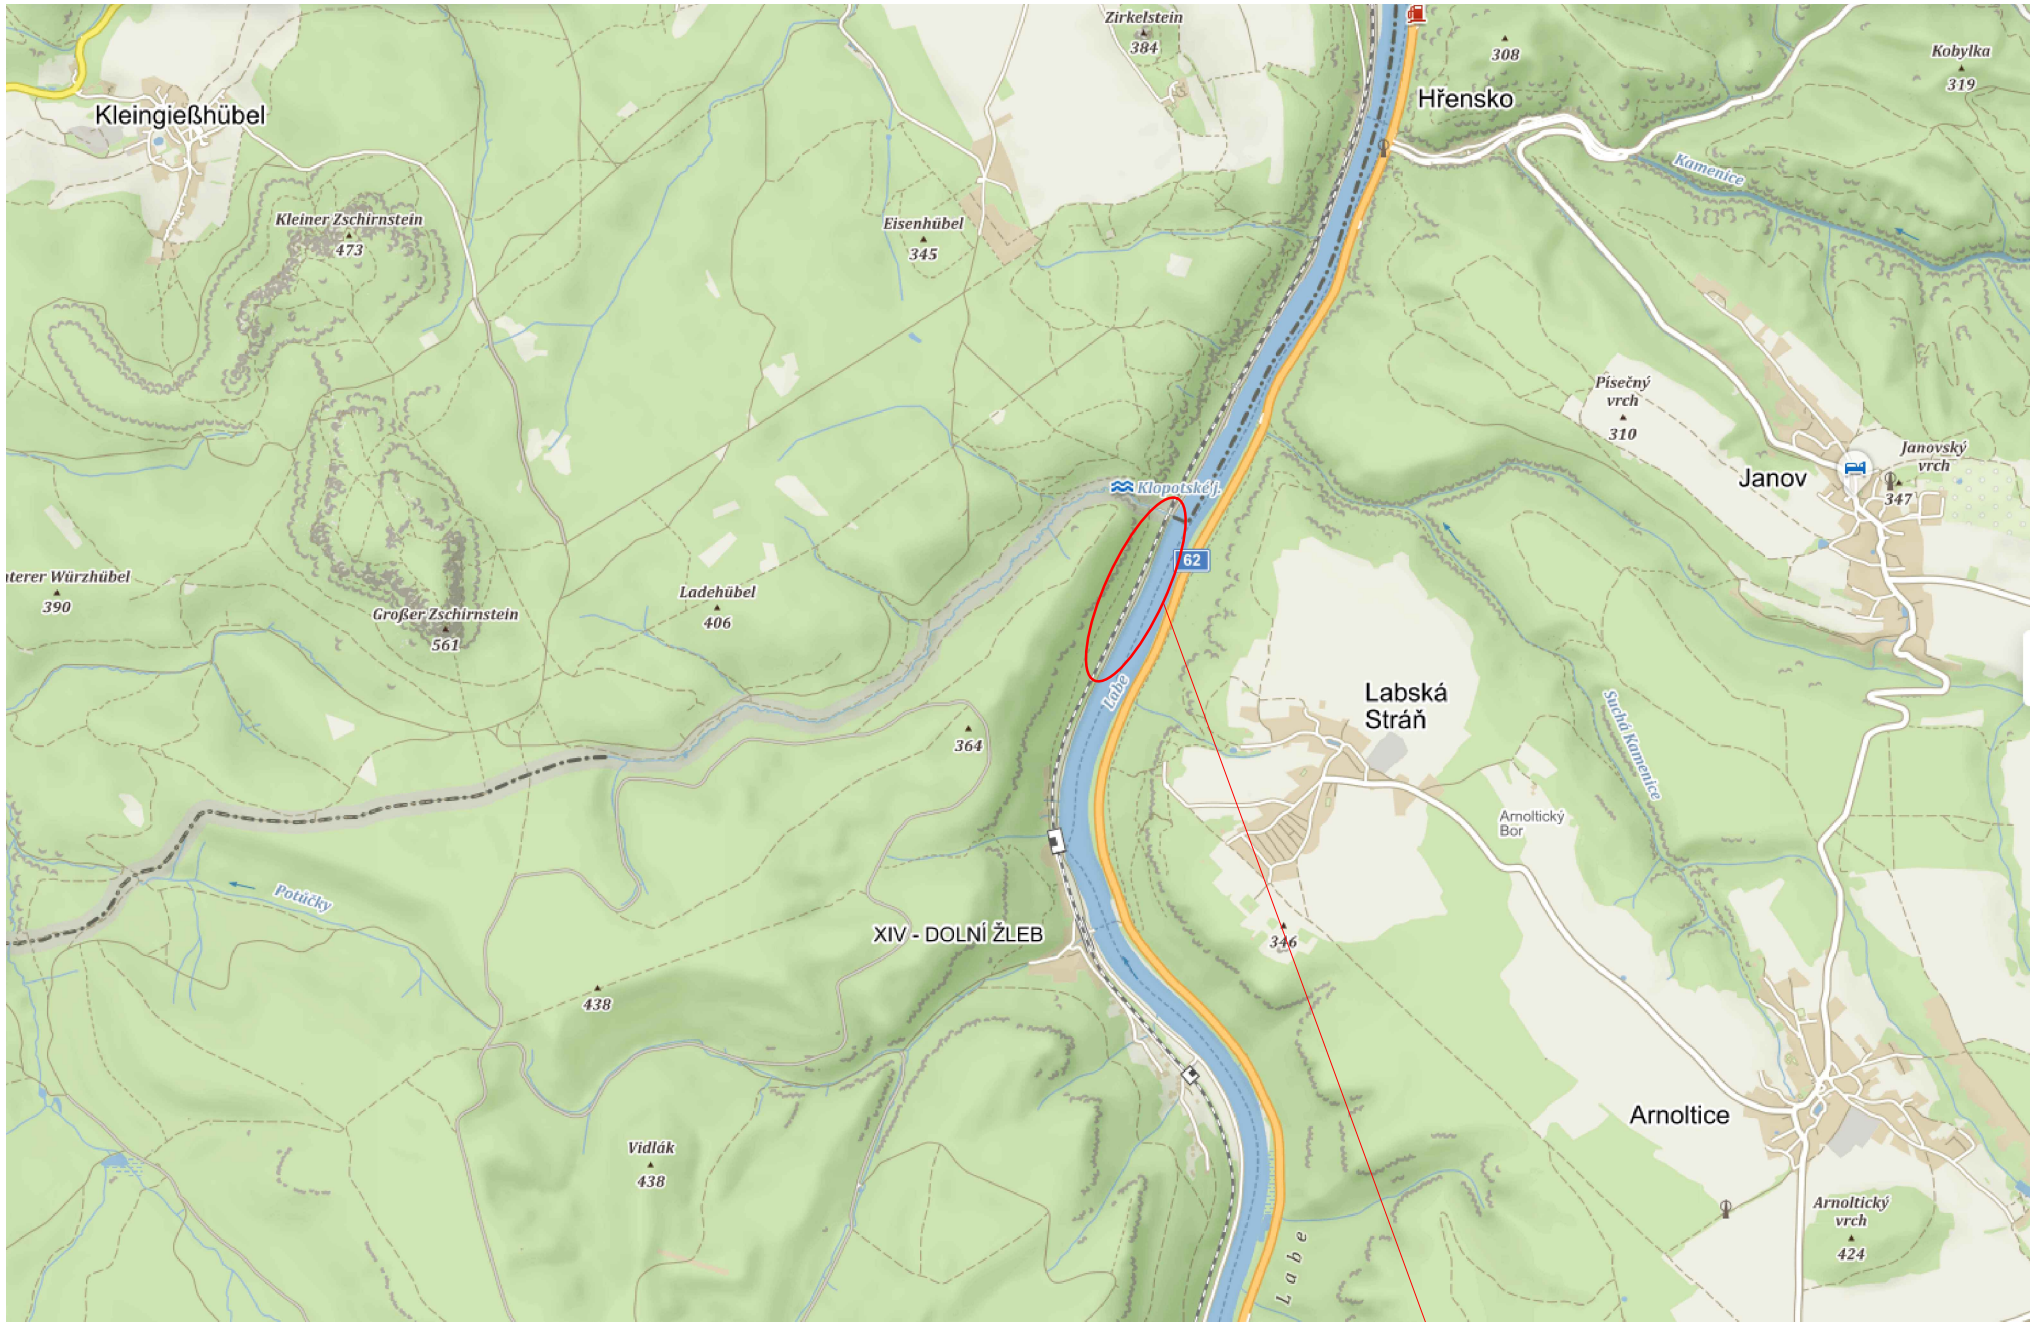 Zirkelstein
384
308
Kobylka
319
Hřensko
Kleingießhübel
Kamenice
Kleiner Zschirnstein
473
Eisenhübel
345
Písečný
vrch
310
Janovský
vrch
347
Janov
Klopotské j.
62
nterer Würzhübel
390
Ladehübel
406
Großer Zschirnstein
561
Labe
Labská
Stráň
Suchá Kamenice
364
Arnoltický
Bor
Potůčky
XIV - DOLNÍ ŽLEB
346
438
Vidlák
438
Arnoltice
Arnoltický
vrch
424
Labe